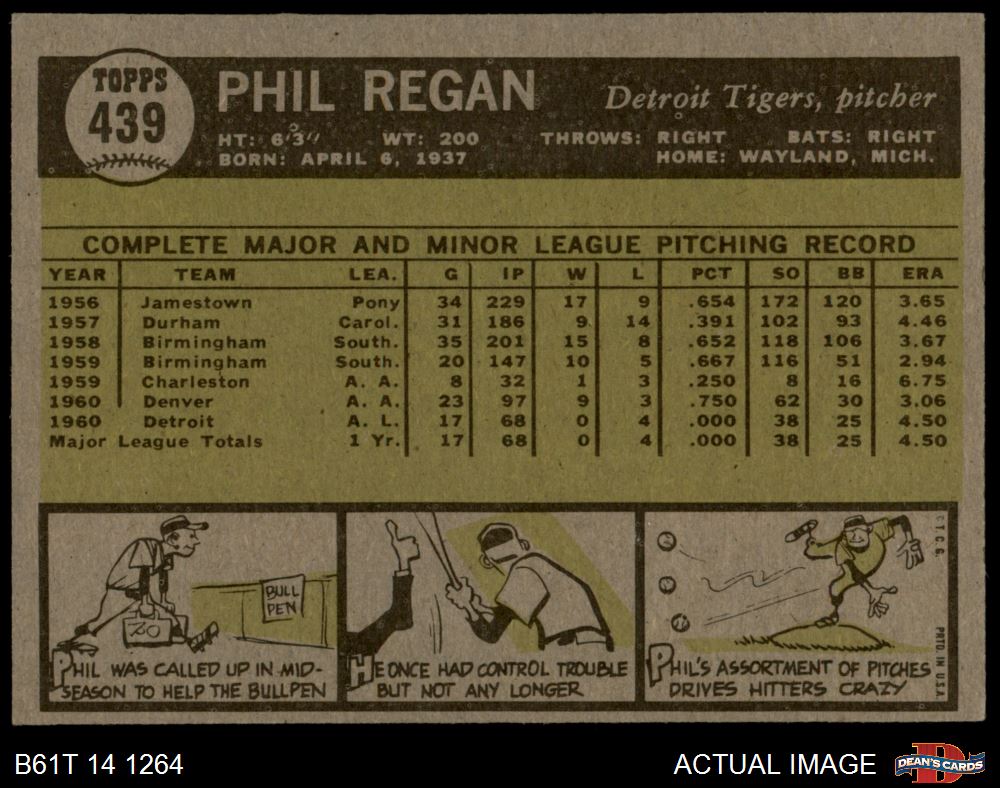 TOPPS
439
PHIL REGAN
Detroit Tigers, pitcher
HT: 6'3" WT: 200 THROWS: RIGHT BATS: RIGHT
BORN: APRIL 6, 1937 HOME: WAYLAND, MICH.
COMPLETE MAJOR AND MINOR LEAGUE PITCHING RECORD
YEAR TEAM LEA. G IP W L PCT SO BB ERA
1956 Jamestown Pony 34 229 17 9 .654 172 120 3.65
1957 Durham Carol. 31 186 9 14 .391 102 93 4.46
1958 Birmingham South. 35 201 15 8 .652 118 106 3.67
1959 Birmingham South. 20 147 10 5 .667 116 51 2.94
1959 Charleston A. A. 8 32 1 3 .250 8 16 6.75
1960 Denver A. A. 23 97 9 3 .750 62 30 3.06
1960 Detroit A. L. 17 68 0 4 .000 38 25 4.50
Major League Totals 1 Yr. 17 68 0 4 .000 38 25 4.50
BULL
PEN
PHIL WAS CALLED UP IN MID-
SEASON TO HELP THE BULLPEN
HE ONCE HAD CONTROL TROUBLE
BUT NOT ANY LONGER
PHIL'S ASSORTMENT OF PITCHES
DRIVES HITTERS CRAZY
© T. C. G. PRTD. IN U.S.A.
B61T 14 1264
ACTUAL IMAGE
D
DEAN'S CARDS